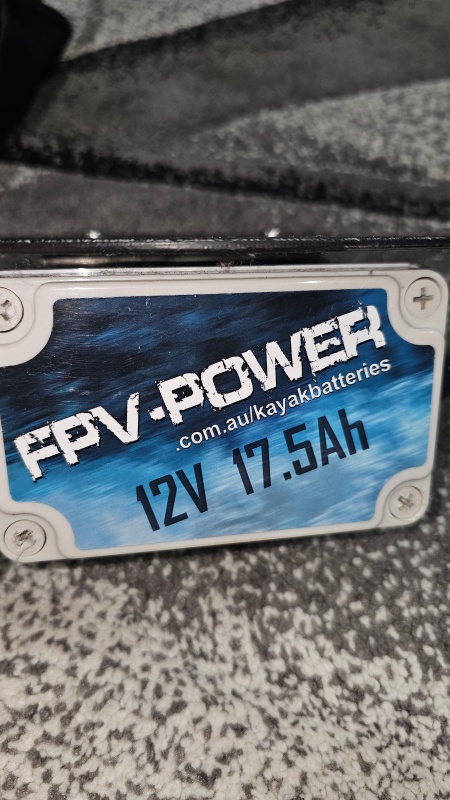 FPV-POWER
.com.au/kayakbatteries
12V 17.5Ah